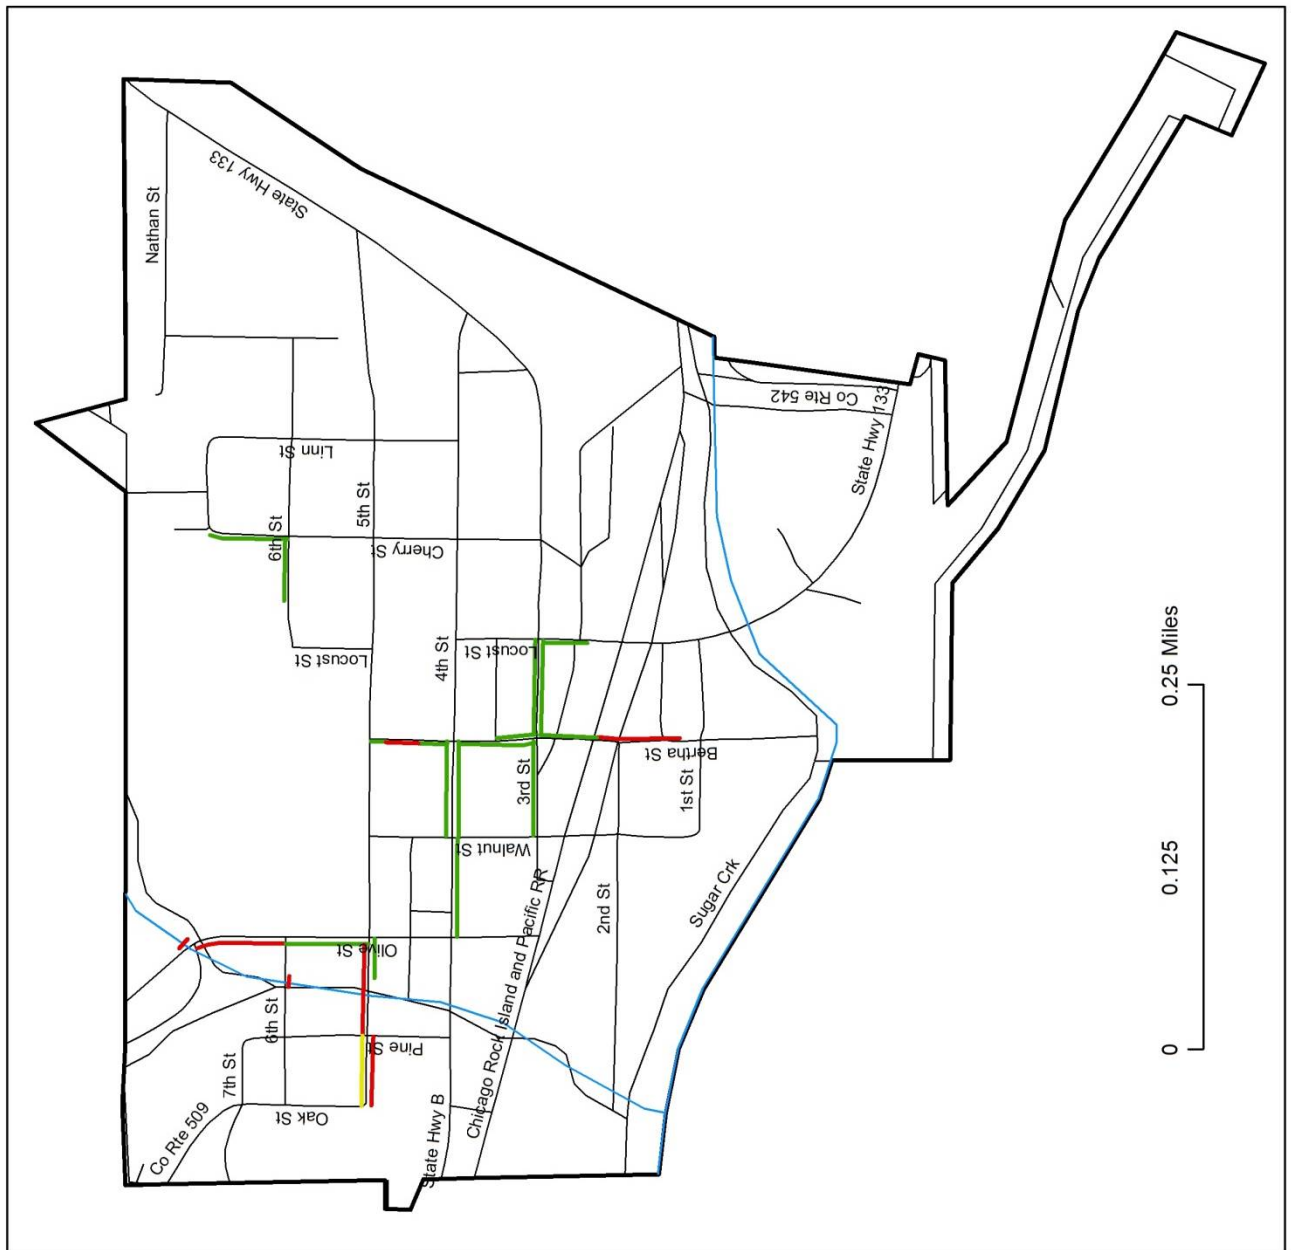 Nathan St
State Hwy 133
Linn St
5th St
6th St
Cherry St
Co Rte 542
State Hwy 133
Locust St
4th St
Locust St
Bertha St
3rd St
1st St
Walnut St
Chicago Rock Island and Pacific RR
2nd St
Sugar Crk
Olive St
6th St
Pine St
7th St
Oak St
Co Rte 509
State Hwy B
0.25 Miles
0.125
0